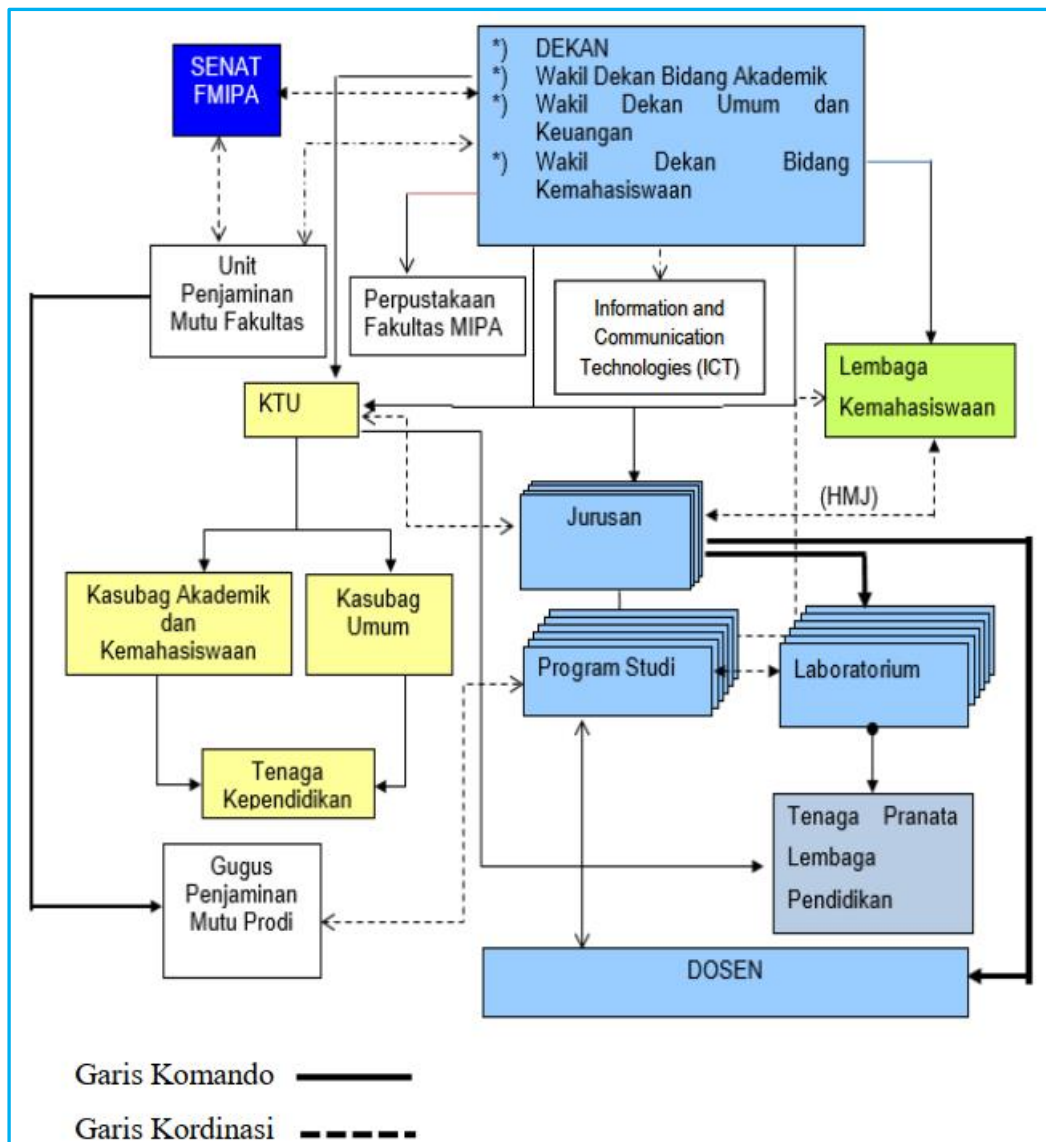 SENAT
FMIPA
*) DEKAN
*) Wakil Dekan Bidang Akademik
*) Wakil Dekan Umum dan
Keuangan
*) Wakil Dekan Bidang
Kemahasiswaan
Unit
Penjaminan
Mutu Fakultas
Perpustakaan
Fakultas MIPA
Information and
Communication
Technologies (ICT)
Lembaga
Kemahasiswaan
KTU
(HMJ)
Jurusan
Kasubag Akademik
dan
Kemahasiswaan
Kasubag
Umum
Program Studi
Laboratorium
Tenaga
Kependidikan
Tenaga Pranata
Lembaga
Pendidikan
Gugus
Penjaminan
Mutu Prodi
DOSEN
Garis Komando
Garis Kordinasi